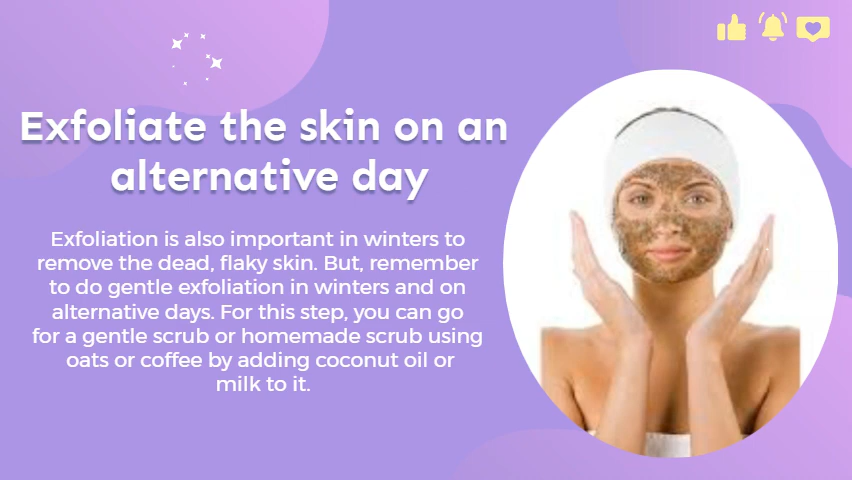 Exfoliate the skin on an
alternative day
Exfoliation is also important in winters to
remove the dead, flaky skin. But, remember
to do gentle exfoliation in winters and on
alternative days. For this step, you can go
for a gentle scrub or homemade scrub using
oats or coffee by adding coconut oil or
milk to it.